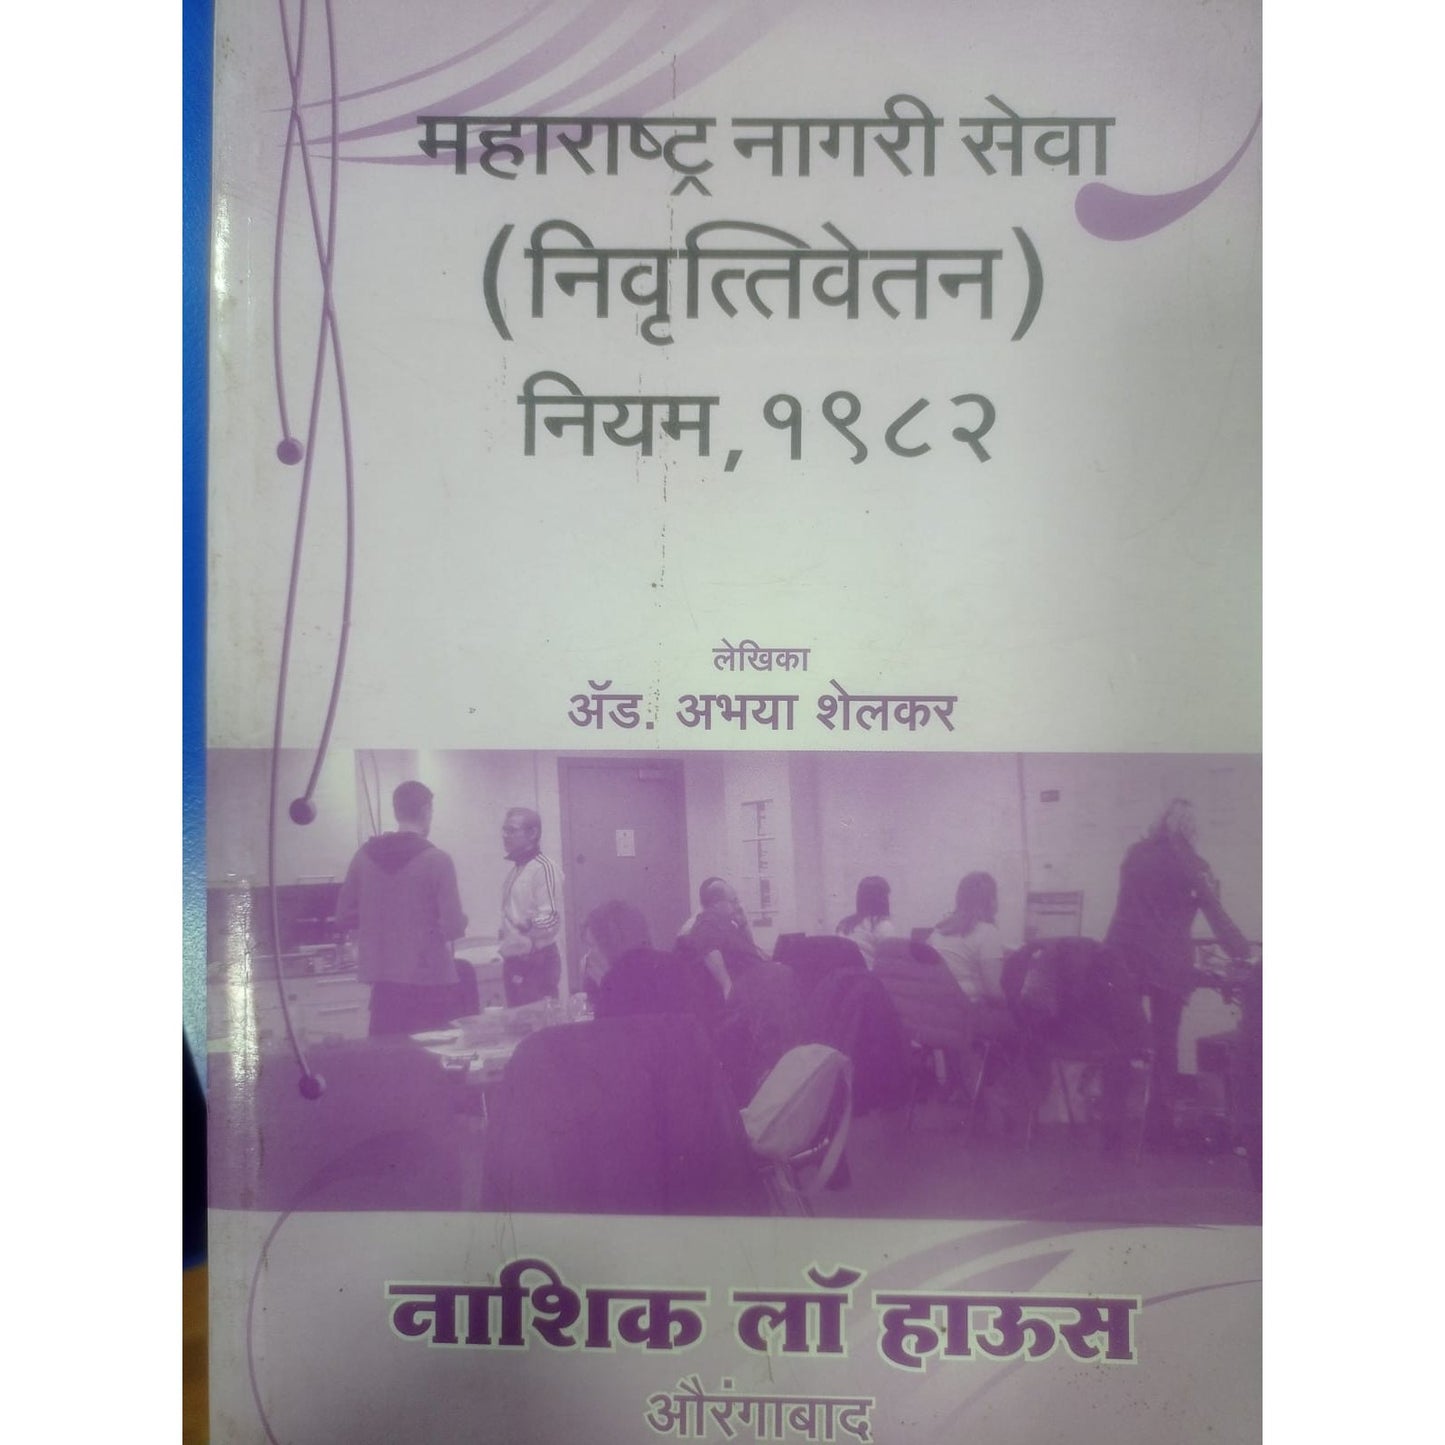 महाराष्ट्र नागरी सेवा
(निवृत्तिवेतन)
नियम, १९८२
लेखिका
ॲड. अभया शेलकर
नाशिक लॉ हाऊस
औरंगाबाद